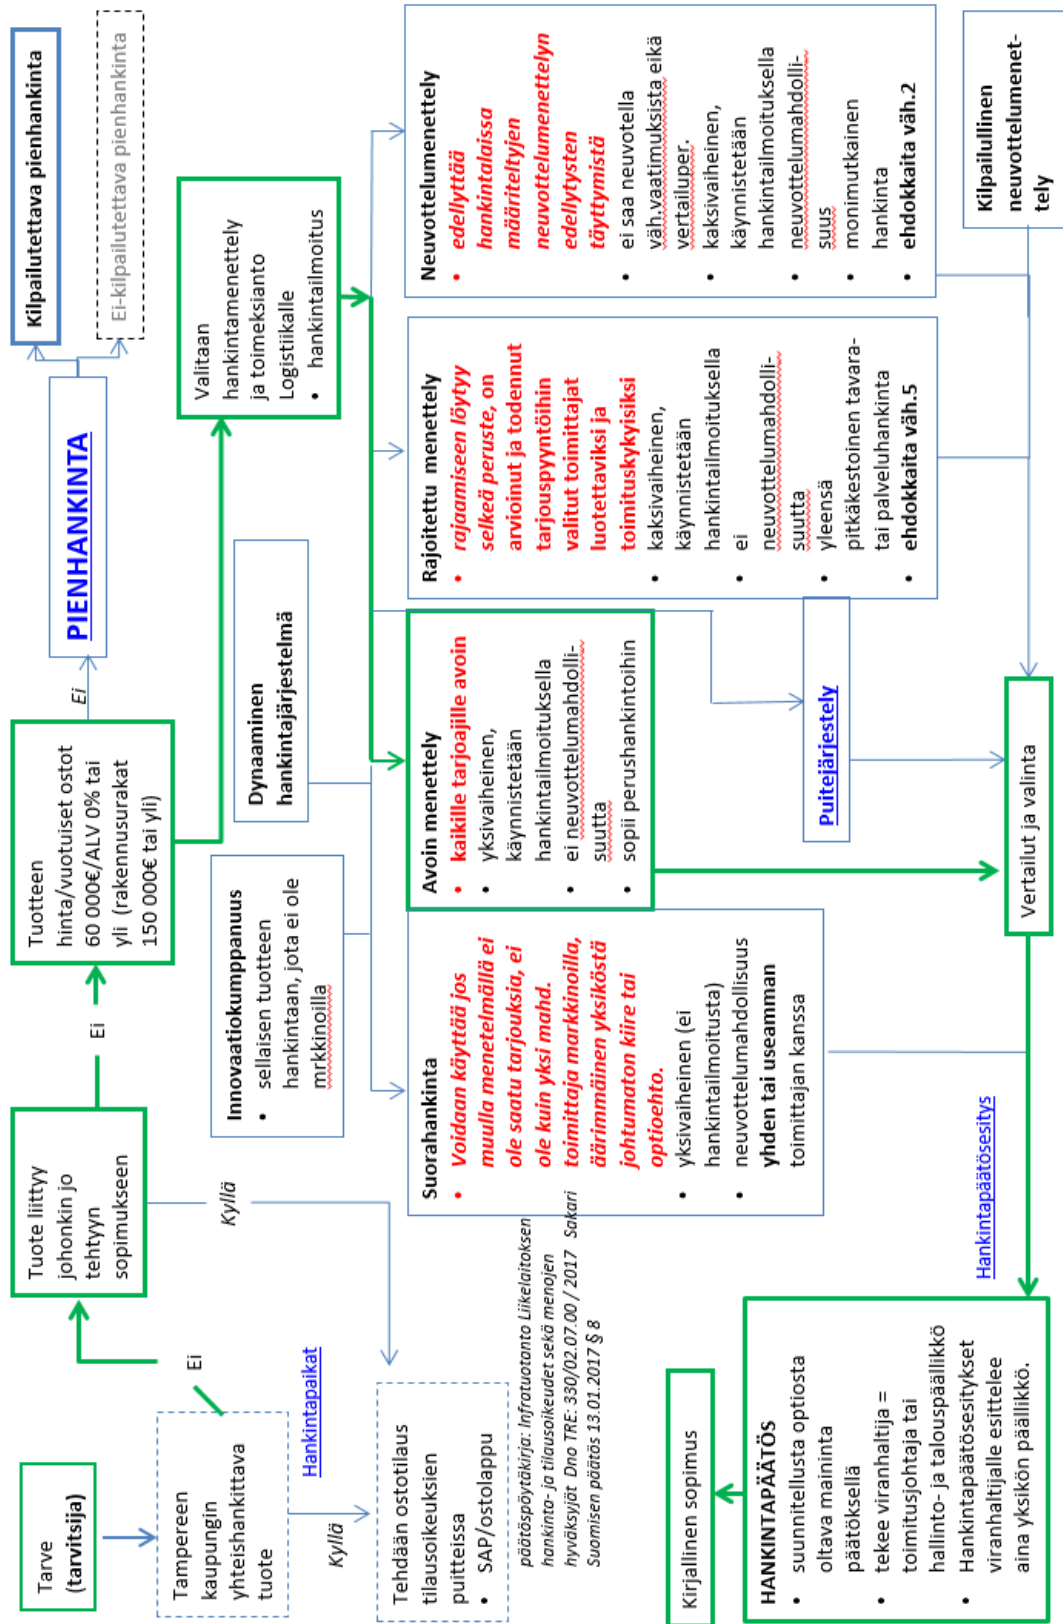 Tarve
(tarvitsija)
Tampereen
kaupungin
yhteishankittava
tuote
Ei
Hankintapaikat
Kyllä
Tehdään ostotilaus
tilausoikeuksien
puitteissa
• SAP/ostolappu
Tuote liittyy
johonkin jo
tehtyyn
sopimukseen
Ei
Kyllä
Tuotteen
hinta/vuotuiset ostot
60 000€/ALV 0% tai
yli (rakennusurakat
150 000€ tai yli)
Ei
PIENHANKINTA
Kilpailutettava pienhankinta
Ei-kilpailutettava pienhankinta
Valitaan
hankintamenettely
ja toimeksianto
Logistiikalle
• hankintailmoitus
Innovaatiokumppanuus
• sellaisen tuotteen
hankintaan, jota ei ole
mrkkinoilla
Dynaaminen
hankintajärjestelmä
Suorahankinta
• Voidaan käyttää jos
muulla menetelmällä ei
ole saatu tarjouksia, ei
ole kuin yksi mahd.
toimittaja markkinoilla,
äärimmäinen yksiköstä
johtumaton kiire tai
optioehto.
• yksivaiheinen (ei
hankintailmoitusta)
• neuvottelumahdollisuus
yhden tai useamman
toimittajan kanssa
Avoin menettely
• kaikille tarjoajille avoin
• yksivaiheinen,
käynnistetään
hankintailmoituksella
• ei neuvottelumahdolli-
suutta
• sopii perushankintoihin
Rajoitettu menettely
• rajaamiseen löytyy
selkeä peruste, on
arvioinut ja todennut
tarjouspyyntöihin
valitut toimittajat
luotettaviksi ja
toimituskykyisiksi
• kaksivaiheinen,
käynnistetään
hankintailmoituksella
• ei
neuvottelumahdolli-
suutta
• yleensä
pitkäkestoinen tavara-
tai palveluhankinta
• ehdokkaita väh.5
Neuvottelumenettely
• edellyttää
hankintalaissa
määriteltyjen
neuvottelumenettelyn
edellytysten
täyttymistä
• ei saa neuvotella
väh.vaatimuksista eikä
vertailuper.
• kaksivaiheinen,
käynnistetään
hankintailmoituksella
• neuvottelumahdolli-
suus
• monimutkainen
hankinta
• ehdokkaita väh.2
päätöspöytäkirja: Infratuotanto Liikelaitoksen
hankinta- ja tilausoikeudet sekä menojen
hyväksyjät Dno TRE: 330/02.07.00 / 2017 Sakari
Suomisen päätös 13.01.2017 § 8
Puitejärjestely
Kilpailullinen
neuvottelumenet-
tely
Vertailut ja valinta
Hankintapäätösesitys
Kirjallinen sopimus
HANKINTAPÄÄTÖS
• suunnitellusta optiosta
oltava maininta
päätöksellä
• tekee viranhaltija =
toimitusjohtaja tai
hallinto- ja talouspäällikkö
• Hankintapäätösesitykset
viranhaltijalle esittelee
aina yksikön päällikkö.